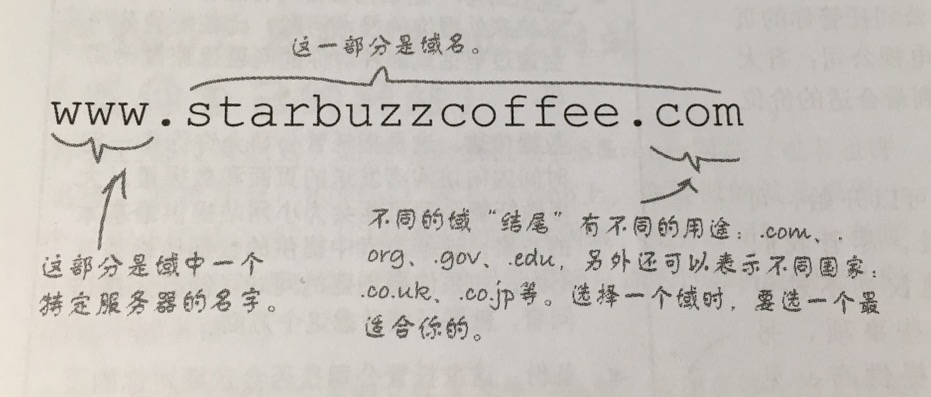 这一部分是域名。
www.starbuzzcoffee.com
这部分是域中一个
特定服务器的名字。
不同的域“结尾”有不同的用途：.com、.
org、.gov、.edu，另外还可以表示不同国家：
.co.uk、.co.jp等。选择一个域时，要选一个最
适合你的。